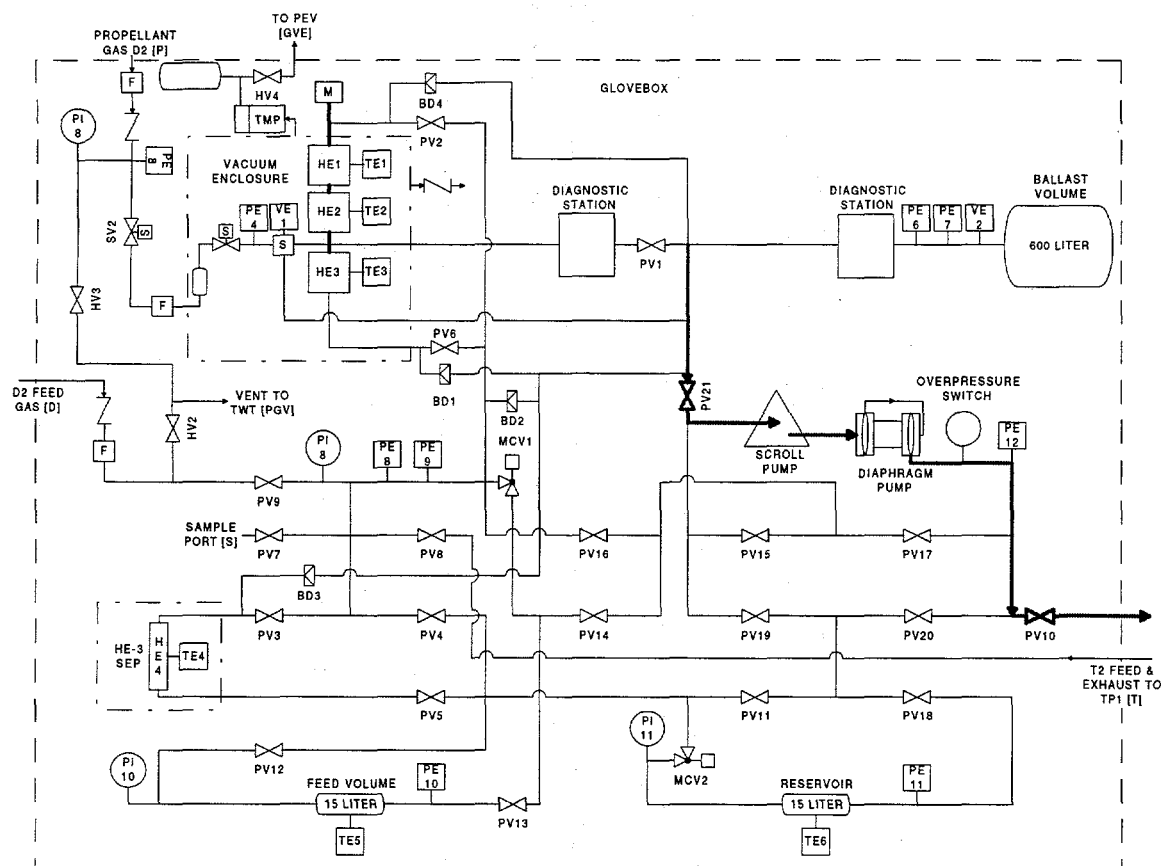 TO PEV
[GVE]
PROPELLANT
GAS D2 [P]
F
HV4
M
BD4
GLOVEBOX
PI
8
TMP
PV2
PE
8
VACUUM
ENCLOSURE
HE1
TE1
DIAGNOSTIC
STATION
DIAGNOSTIC
STATION
BALLAST
VOLUME
PE
4
VE
1
HE2
TE2
PE
6
PE
7
VE
2
SV2
S
S
S
PV1
600 LITER
HE3
TE3
HV3
F
PV6
D2 FEED
GAS [D]
BD1
PV21
OVERPRESSURE
SWITCH
VENT TO
TWT [PGV]
BD2
HV2
F
PI
8
PE
8
PE
9
MCV1
SCROLL
PUMP
DIAPHRAGM
PUMP
PE
12
PV9
SAMPLE
PORT [S]
PV7
PV8
PV16
PV15
PV17
BD3
PV3
PV4
PV14
PV19
PV20
PV10
HE-3
SEP
H
E
4
TE4
T2 FEED &
EXHAUST TO
TP1 [T]
PV5
PV11
PV18
PI
11
PV12
MCV2
PI
10
FEED VOLUME
PE
10
RESERVOIR
PE
11
15 LITER
15 LITER
PV13
TE5
TE6